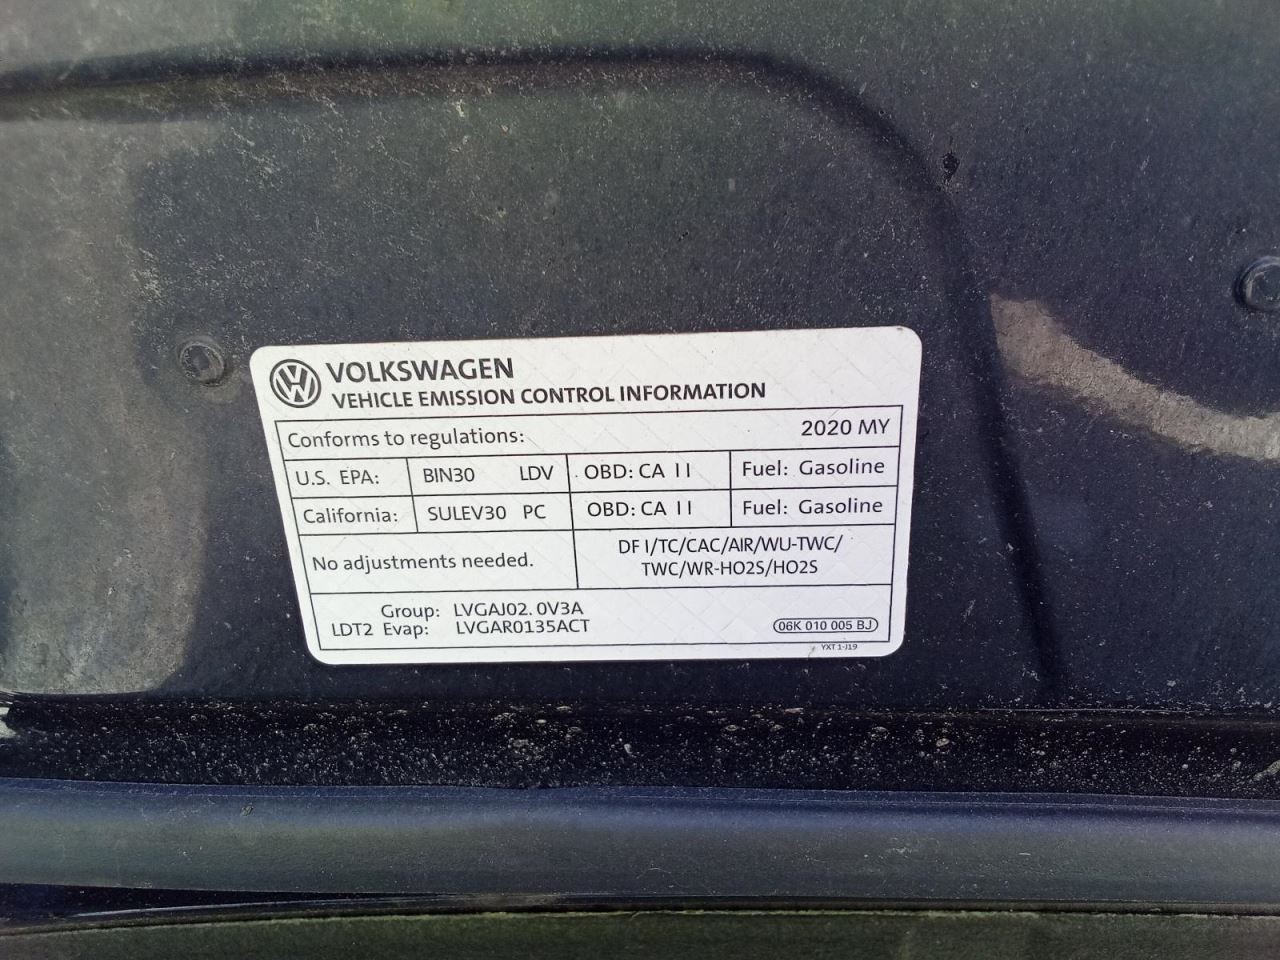 VOLKSWAGEN
VEHICLE EMISSION CONTROL INFORMATION
Conforms to regulations: 2020 MY
U.S. EPA: BIN30 LDV OBD: CA II Fuel: Gasoline
California: SULEV30 PC OBD: CA II Fuel: Gasoline
No adjustments needed.
DFI/TC/CAC/AIR/WU-TWC/
TWC/WR-HO2S/HO2S
Group: LVGAJ02.0V3A
LDT2 Evap: LVGAR0135ACT
06K 010 005 BJ
YXT 1-J19